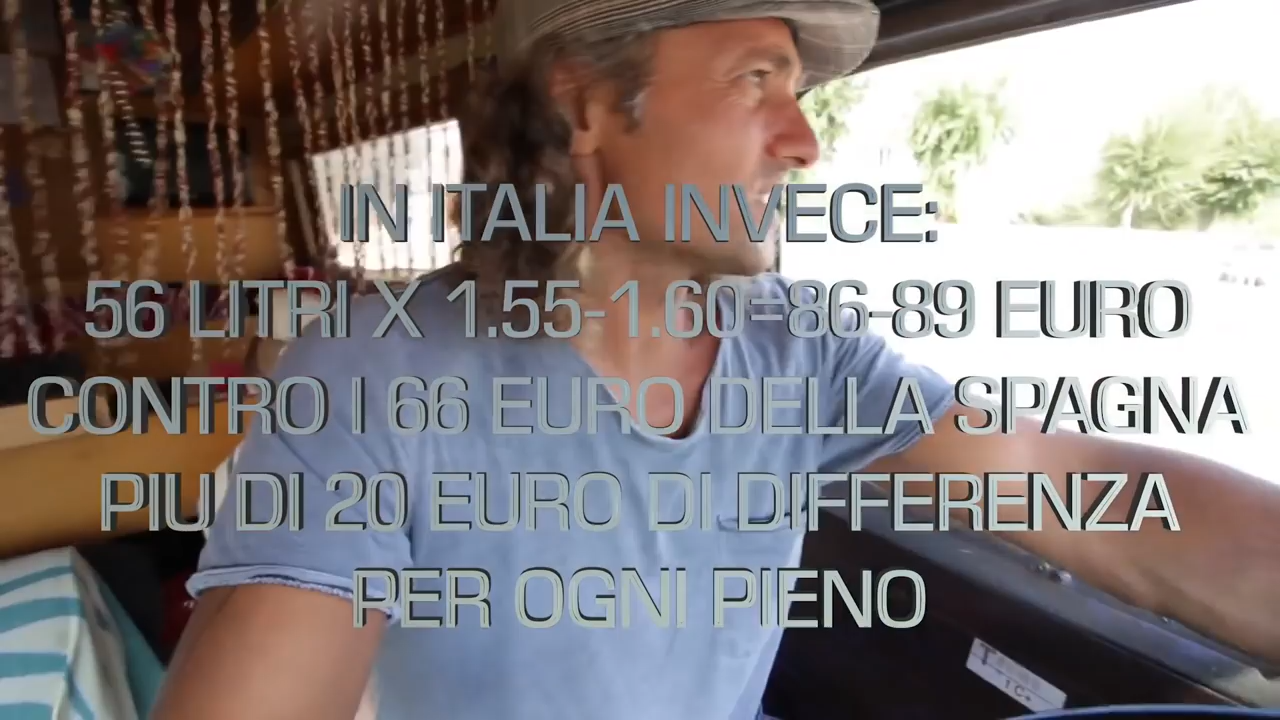 IN ITALIA INVECE:
56 LITRI X 1.55-1.60=86-89 EURO
CONTRO I 66 EURO DELLA SPAGNA
PIU DI 20 EURO DI DIFFERENZA
PER OGNI PIENO